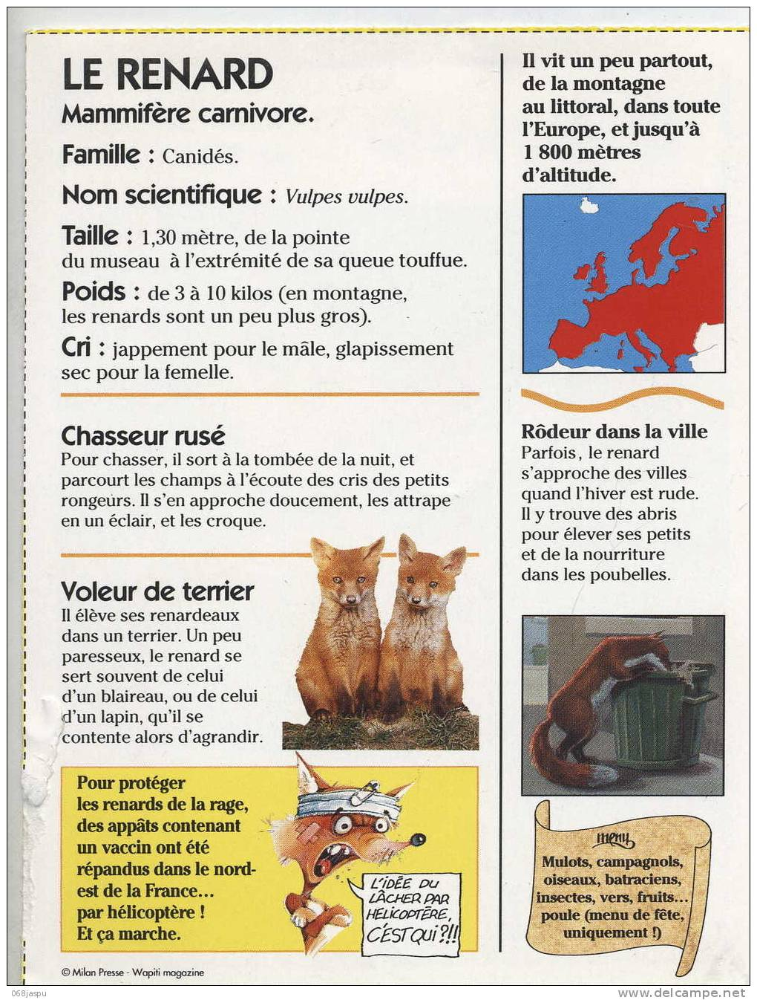 LE RENARD
Mammifère carnivore.
Famille : Canidés.
Nom scientifique : Vulpes vulpes.
Taille : 1,30 mètre, de la pointe
du museau à l'extrémité de sa queue touffue.
Poids : de 3 à 10 kilos (en montagne,
les renards sont un peu plus gros).
Cri : jappement pour le mâle, glapissement
sec pour la femelle.
Chasseur rusé
Pour chasser, il sort à la tombée de la nuit, et
parcourt les champs à l'écoute des cris des petits
rongeurs. Il s'en approche doucement, les attrape
en un éclair, et les croque.
Voleur de terrier
Il élève ses renardeaux
dans un terrier. Un peu
paresseux, le renard se
sert souvent de celui
d'un blaireau, ou de celui
d'un lapin, qu'il se
contente alors d'agrandir.
Pour protéger
les renards de la rage,
des appâts contenant
un vaccin ont été
répandus dans le nord-
est de la France...
par hélicoptère !
Et ça marche.
L'IDÉE DU
LÂCHER PAR
HÉLICOPTÈRE,
C'EST QUI ?!!
© Milan Presse - Wapiti magazine
Il vit un peu partout,
de la montagne
au littoral, dans toute
l'Europe, et jusqu'à
1 800 mètres
d'altitude.
Rôdeur dans la ville
Parfois, le renard
s'approche des villes
quand l'hiver est rude.
Il y trouve des abris
pour élever ses petits
et de la nourriture
dans les poubelles.
menu
Mulots, campagnols,
oiseaux, batraciens,
insectes, vers, fruits...
poule (menu de fête,
uniquement !)
068jaspu
www.delcampe.net